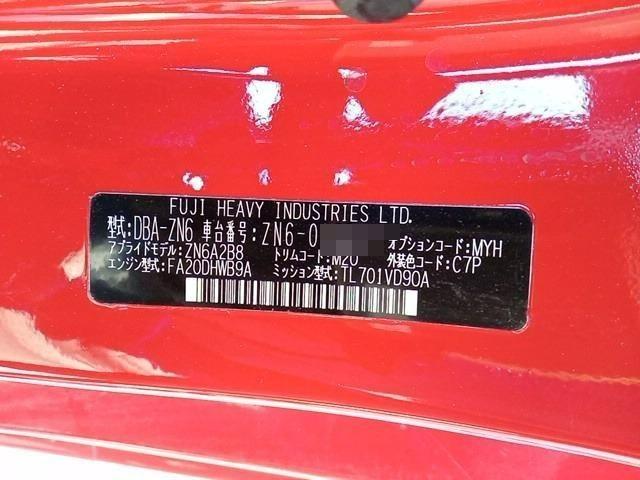 FUJI HEAVY INDUSTRIES LTD.
型式:DBA-ZN6 車台番号:ZN6-0
アプライドモデル:ZN6A2B8 トリムコード:M20 オプションコード:MYH
エンジン型式:FA20DHWB9A ミッション型式:TL701VD90A 外装色コード:C7P